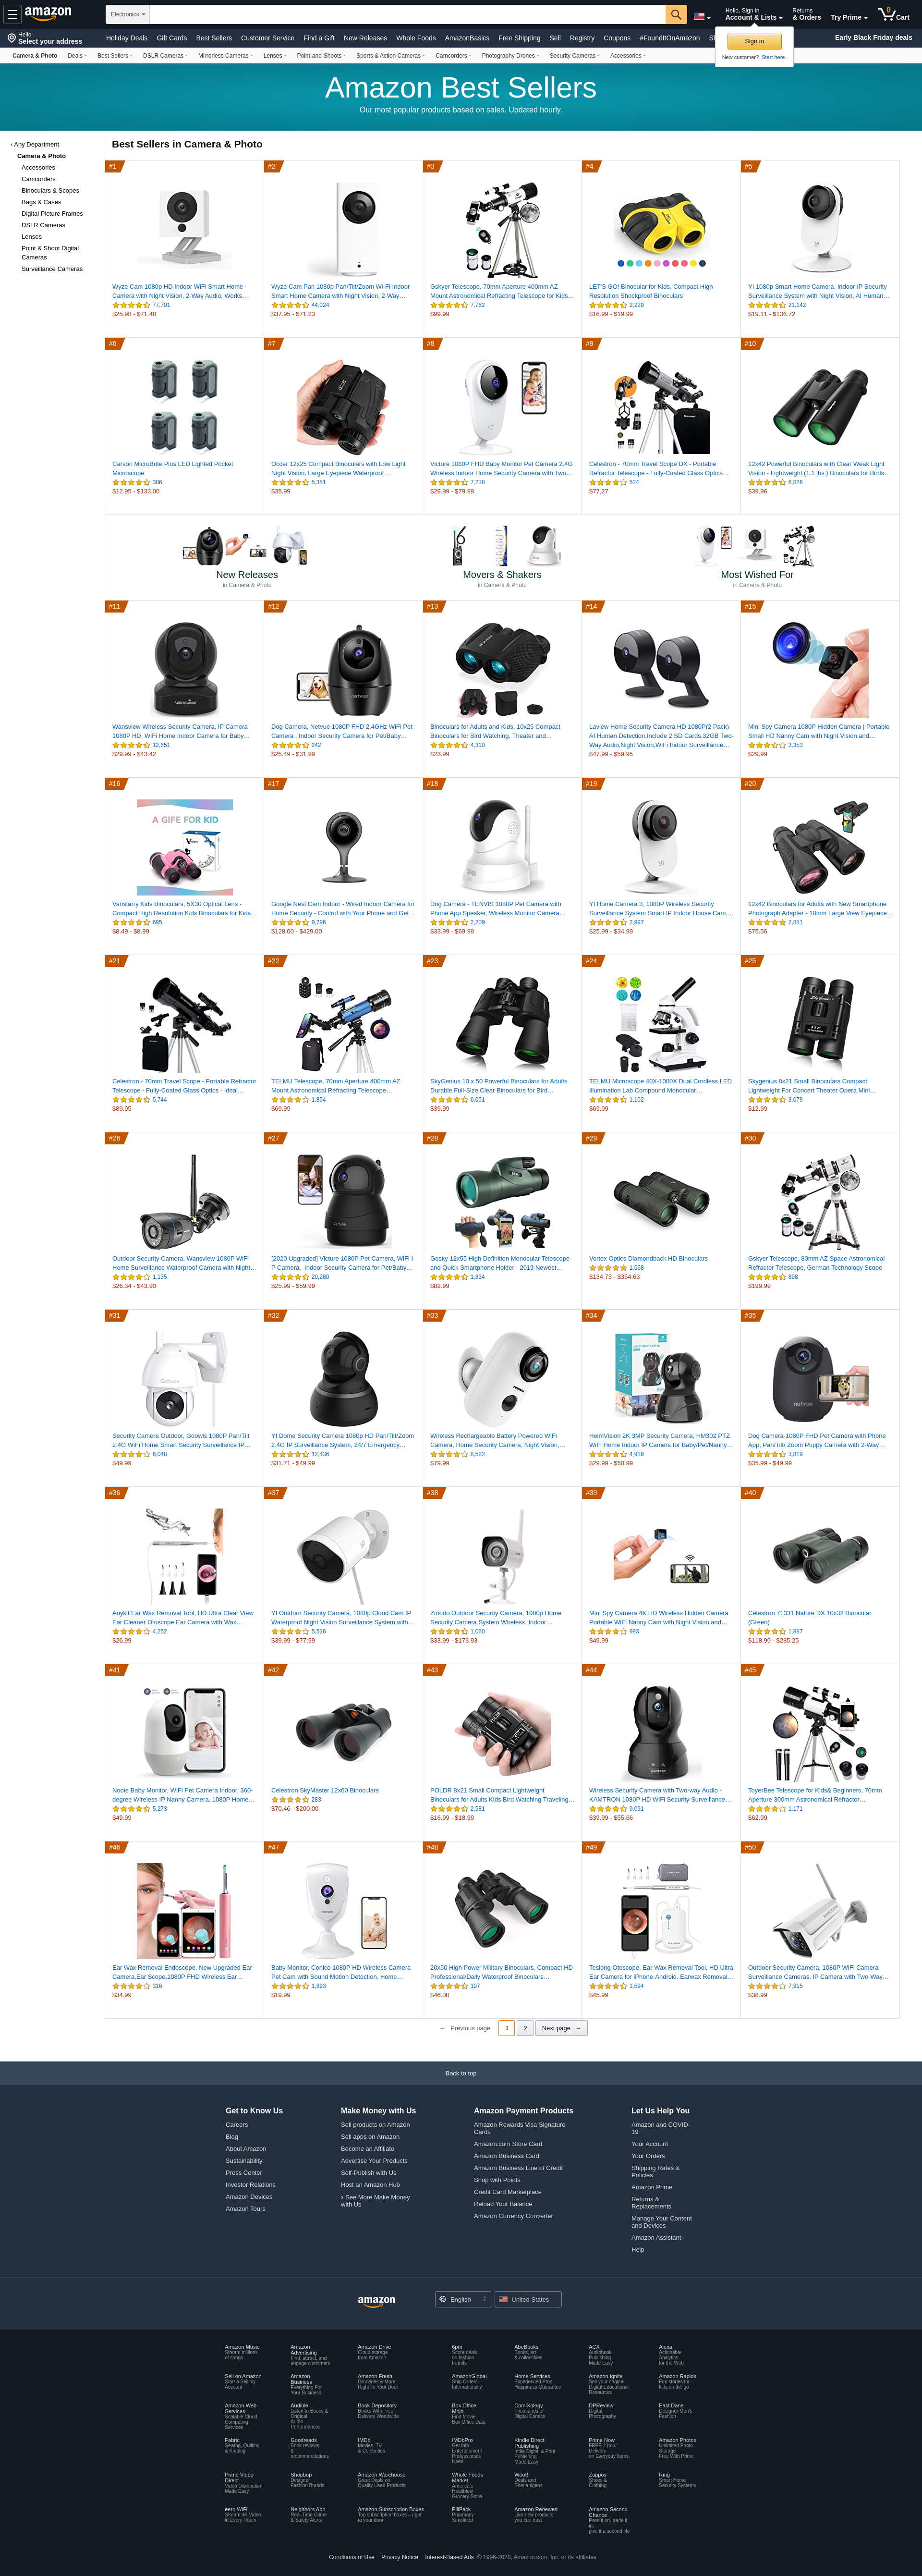 amazon
Electronics
Hello, Sign in
Account & Lists
Returns
& Orders
Try Prime
0
Cart
Hello
Select your address
Holiday Deals Gift Cards Best Sellers Customer Service Find a Gift New Releases Whole Foods AmazonBasics Free Shipping Sell Registry Coupons #FoundItOnAmazon
Early Black Friday deals
Sign in
New customer? Start here.
Camera & Photo Deals Best Sellers DSLR Cameras Mirrorless Cameras Lenses Point-and-Shoots Sports & Action Cameras Camcorders Photography Drones Security Cameras Accessories
Amazon Best Sellers
Our most popular products based on sales. Updated hourly.
‹ Any Department
Camera & Photo
Accessories
Camcorders
Binoculars & Scopes
Bags & Cases
Digital Picture Frames
DSLR Cameras
Lenses
Point & Shoot Digital
Cameras
Surveillance Cameras
Best Sellers in Camera & Photo
#1
Wyze Cam 1080p HD Indoor WiFi Smart Home
Camera with Night Vision, 2-Way Audio, Works…
77,701
$25.98 - $71.48
#2
Wyze Cam Pan 1080p Pan/Tilt/Zoom Wi-Fi Indoor
Smart Home Camera with Night Vision, 2-Way…
44,024
$37.95 - $71.23
#3
Gskyer Telescope, 70mm Aperture 400mm AZ
Mount Astronomical Refracting Telescope for Kids…
7,762
$99.99
#4
LET'S GO! Binocular for Kids, Compact High
Resolution Shockproof Binoculars
2,229
$16.99 - $19.99
#5
YI 1080p Smart Home Camera, Indoor IP Security
Surveillance System with Night Vision, AI Human…
21,142
$19.11 - $136.72
#6
Carson MicroBrite Plus LED Lighted Pocket
Microscope
306
$12.95 - $133.00
#7
Occer 12x25 Compact Binoculars with Low Light
Night Vision, Large Eyepiece Waterproof…
5,351
$35.99
#8
Victure 1080P FHD Baby Monitor Pet Camera 2.4G
Wireless Indoor Home Security Camera with Two…
7,238
$29.99 - $79.99
#9
Celestron - 70mm Travel Scope DX - Portable
Refractor Telescope - Fully-Coated Glass Optics…
524
$77.27
#10
12x42 Powerful Binoculars with Clear Weak Light
Vision - Lightweight (1.1 lbs.) Binoculars for Birds…
6,826
$39.96
New Releases
in Camera & Photo
Movers & Shakers
in Camera & Photo
Most Wished For
in Camera & Photo
#11
Wansview Wireless Security Camera, IP Camera
1080P HD, WiFi Home Indoor Camera for Baby…
12,651
$29.99 - $43.42
#12
Dog Camera, Netvue 1080P FHD 2.4GHz WiFi Pet
Camera , Indoor Security Camera for Pet/Baby…
242
$25.49 - $31.99
#13
Binoculars for Adults and Kids, 10x25 Compact
Binoculars for Bird Watching, Theater and…
4,310
$23.99
#14
Laview Home Security Camera HD 1080P(2 Pack)
AI Human Detection,Include 2 SD Cards,32GB Two-
Way Audio,Night Vision,WiFi Indoor Surveillance…
$47.99 - $59.95
#15
Mini Spy Camera 1080P Hidden Camera | Portable
Small HD Nanny Cam with Night Vision and…
3,353
$29.99
#16
A GIFE FOR KID
Vanstarry Kids Binoculars, 5X30 Optical Lens -
Compact High Resolution Kids Binoculars for Kids…
695
$8.49 - $8.99
#17
Google Nest Cam Indoor - Wired Indoor Camera for
Home Security - Control with Your Phone and Get…
9,796
$128.00 - $429.00
#18
Dog Camera - TENVIS 1080P Pet Camera with
Phone App Speaker, Wireless Monitor Camera…
2,209
$33.99 - $69.99
#19
YI Home Camera 3, 1080P Wireless Security
Surveillance System Smart IP Indoor House Cam,…
2,997
$25.99 - $34.99
#20
12x42 Binoculars for Adults with New Smartphone
Photograph Adapter - 18mm Large View Eyepiece…
2,881
$75.56
#21
Celestron - 70mm Travel Scope - Portable Refractor
Telescope - Fully-Coated Glass Optics - Ideal…
5,744
$89.95
#22
TELMU Telescope, 70mm Aperture 400mm AZ
Mount Astronomical Refracting Telescope…
1,854
$69.99
#23
SkyGenius 10 x 50 Powerful Binoculars for Adults
Durable Full-Size Clear Binoculars for Bird…
6,051
$39.99
#24
TELMU Microscope 40X-1000X Dual Cordless LED
Illumination Lab Compound Monocular…
1,102
$69.99
#25
Skygenius 8x21 Small Binoculars Compact
Lightweight For Concert Theater Opera Mini…
3,079
$12.99
#26
Outdoor Security Camera, Wansview 1080P WiFi
Home Surveillance Waterproof Camera with Night…
1,135
$26.34 - $43.90
#27
[2020 Upgraded] Victure 1080P Pet Camera, WiFi I
P Camera, Indoor Security Camera for Pet/Baby…
20,280
$25.99 - $59.99
#28
Gosky 12x55 High Definition Monocular Telescope
and Quick Smartphone Holder - 2019 Newest…
1,834
$82.99
#29
Vortex Optics Diamondback HD Binoculars
1,558
$134.73 - $354.63
#30
Gskyer Telescope, 80mm AZ Space Astronomical
Refractor Telescope, German Technology Scope
898
$199.99
#31
Security Camera Outdoor, Goowls 1080P Pan/Tilt
2.4G WiFi Home Smart Security Surveillance IP…
6,048
$49.99
#32
YI Dome Security Camera 1080p HD Pan/Tilt/Zoom
2.4G IP Surveillance System, 24/7 Emergency…
12,436
$31.71 - $49.99
#33
Wireless Rechargeable Battery Powered WiFi
Camera, Home Security Camera, Night Vision,…
8,522
$79.99
#34
HeimVision 2K 3MP Security Camera, HM302 PTZ
WiFi Home Indoor IP Camera for Baby/Pet/Nanny…
4,989
$29.99 - $50.99
#35
Dog Camera-1080P FHD Pet Camera with Phone
App, Pan/Tilt/ Zoom Puppy Camera with 2-Way…
3,819
$35.99 - $49.99
#36
Anykit Ear Wax Removal Tool, HD Ultra Clear View
Ear Cleaner Otoscope Ear Camera with Wax…
4,252
$26.99
#37
YI Outdoor Security Camera, 1080p Cloud Cam IP
Waterproof Night Vision Surveillance System with…
5,526
$39.99 - $77.99
#38
Zmodo Outdoor Security Camera, 1080p Home
Security Camera System Wireless, Indoor…
1,060
$33.99 - $173.93
#39
Mini Spy Camera 4K HD Wireless Hidden Camera
Portable WiFi Nanny Cam with Night Vision and…
993
$49.99
#40
Celestron 71331 Nature DX 10x32 Binocular
(Green)
1,887
$118.90 - $285.25
#41
Nooie Baby Monitor, WiFi Pet Camera Indoor, 360-
degree Wireless IP Nanny Camera, 1080P Home…
5,273
$49.99
#42
Celestron SkyMaster 12x60 Binoculars
283
$70.46 - $200.00
#43
POLDR 8x21 Small Compact Lightweight
Binoculars for Adults Kids Bird Watching Traveling…
2,581
$16.99 - $18.99
#44
Wireless Security Camera with Two-way Audio -
KAMTRON 1080P HD WiFi Security Surveillance…
9,091
$39.99 - $55.66
#45
ToyerBee Telescope for Kids& Beginners, 70mm
Aperture 300mm Astronomical Refractor…
1,171
$62.99
#46
Ear Wax Removal Endoscope, New Upgraded Ear
Camera,Ear Scope,1080P FHD Wireless Ear…
316
$34.99
#47
Baby Monitor, Conico 1080P HD Wireless Camera
Pet Cam with Sound Motion Detection, Home…
1,893
$19.99
#48
20x50 High Power Military Binoculars, Compact HD
Professional/Daily Waterproof Binoculars…
107
$46.00
#49
Teslong Otoscope, Ear Wax Removal Tool, HD Ultra
Ear Camera for iPhone-Android, Earwax Removal…
1,694
$45.99
#50
Outdoor Security Camera, 1080P WiFi Camera
Surveillance Cameras, IP Camera with Two-Way…
7,915
$38.99
← Previous page 1 2 Next page →
Back to top
Get to Know Us
Careers
Blog
About Amazon
Sustainability
Press Center
Investor Relations
Amazon Devices
Amazon Tours
Make Money with Us
Sell products on Amazon
Sell apps on Amazon
Become an Affiliate
Advertise Your Products
Self-Publish with Us
Host an Amazon Hub
› See More Make Money
with Us
Amazon Payment Products
Amazon Rewards Visa Signature
Cards
Amazon.com Store Card
Amazon Business Card
Amazon Business Line of Credit
Shop with Points
Credit Card Marketplace
Reload Your Balance
Amazon Currency Converter
Let Us Help You
Amazon and COVID-
19
Your Account
Your Orders
Shipping Rates &
Policies
Amazon Prime
Returns &
Replacements
Manage Your Content
and Devices
Amazon Assistant
Help
amazon
English
United States
Amazon Music
Stream millions
of songs
Amazon
Advertising
Find, attract, and
engage customers
Amazon Drive
Cloud storage
from Amazon
6pm
Score deals
on fashion
brands
AbeBooks
Books, art
& collectibles
ACX
Audiobook
Publishing
Made Easy
Alexa
Actionable
Analytics
for the Web
Sell on Amazon
Start a Selling
Account
Amazon
Business
Everything For
Your Business
Amazon Fresh
Groceries & More
Right To Your Door
AmazonGlobal
Ship Orders
Internationally
Home Services
Experienced Pros
Happiness Guarantee
Amazon Ignite
Sell your original
Digital Educational
Resources
Amazon Rapids
Fun stories for
kids on the go
Amazon Web
Services
Scalable Cloud
Computing
Services
Audible
Listen to Books &
Original
Audio
Performances
Book Depository
Books With Free
Delivery Worldwide
Box Office
Mojo
Find Movie
Box Office Data
ComiXology
Thousands of
Digital Comics
DPReview
Digital
Photography
East Dane
Designer Men's
Fashion
Fabric
Sewing, Quilting
& Knitting
Goodreads
Book reviews
&
recommendations
IMDb
Movies, TV
& Celebrities
IMDbPro
Get Info
Entertainment
Professionals
Need
Kindle Direct
Publishing
Indie Digital & Print
Publishing
Made Easy
Prime Now
FREE 2-hour
Delivery
on Everyday Items
Amazon Photos
Unlimited Photo
Storage
Free With Prime
Prime Video
Direct
Video Distribution
Made Easy
Shopbop
Designer
Fashion Brands
Amazon Warehouse
Great Deals on
Quality Used Products
Whole Foods
Market
America's
Healthiest
Grocery Store
Woot!
Deals and
Shenanigans
Zappos
Shoes &
Clothing
Ring
Smart Home
Security Systems
eero WiFi
Stream 4K Video
in Every Room
Neighbors App
Real-Time Crime
& Safety Alerts
Amazon Subscription Boxes
Top subscription boxes – right
to your door
PillPack
Pharmacy
Simplified
Amazon Renewed
Like-new products
you can trust
Amazon Second
Chance
Pass it on, trade it
in,
give it a second life
Conditions of Use Privacy Notice Interest-Based Ads © 1996-2020, Amazon.com, Inc. or its affiliates